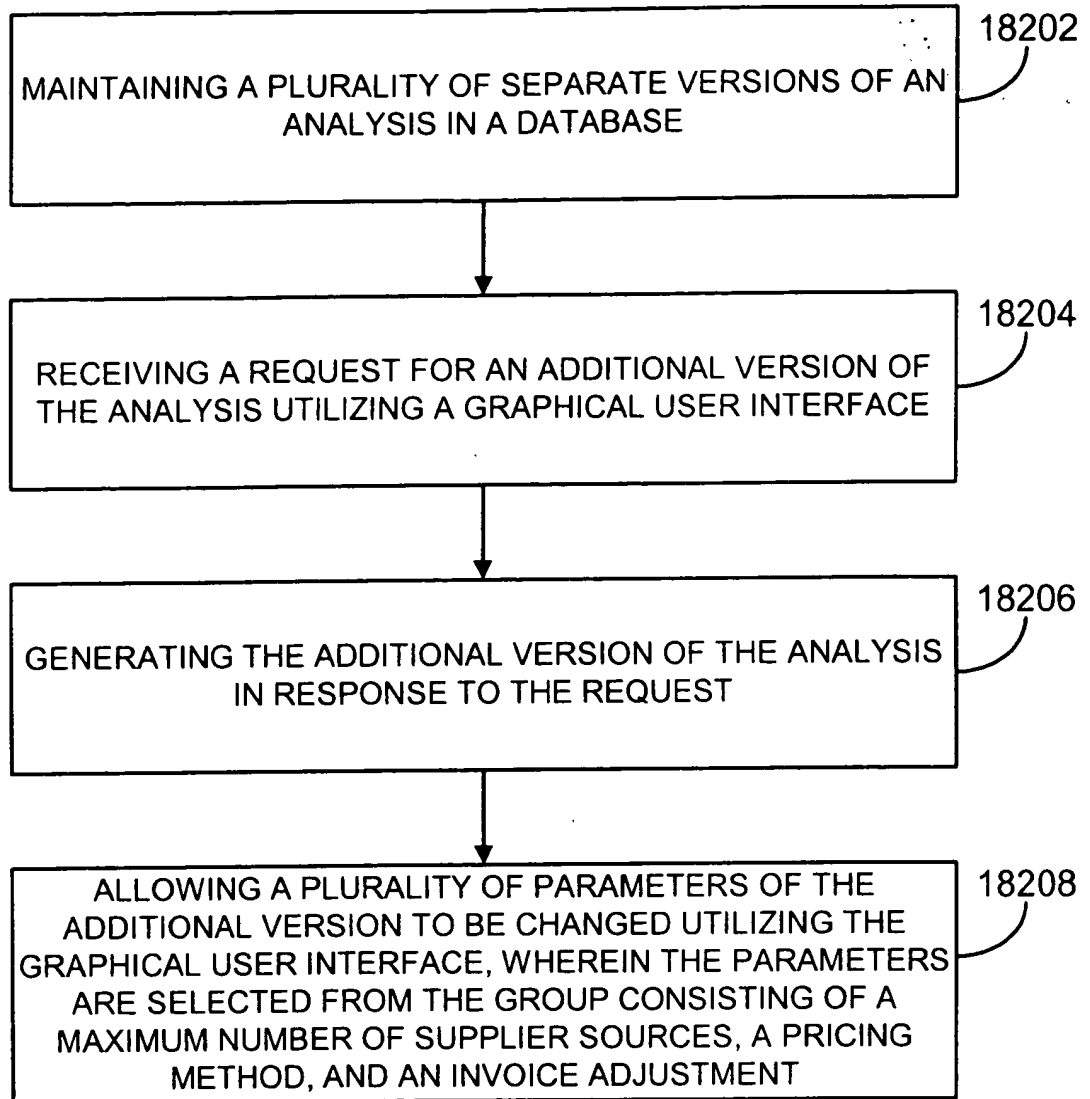 18202
MAINTAINING A PLURALITY OF SEPARATE VERSIONS OF AN
ANALYSIS IN A DATABASE
18204
RECEIVING A REQUEST FOR AN ADDITIONAL VERSION OF
THE ANALYSIS UTILIZING A GRAPHICAL USER INTERFACE
18206
GENERATING THE ADDITIONAL VERSION OF THE ANALYSIS
IN RESPONSE TO THE REQUEST
18208
ALLOWING A PLURALITY OF PARAMETERS OF THE
ADDITIONAL VERSION TO BE CHANGED UTILIZING THE
GRAPHICAL USER INTERFACE, WHEREIN THE PARAMETERS
ARE SELECTED FROM THE GROUP CONSISTING OF A
MAXIMUM NUMBER OF SUPPLIER SOURCES, A PRICING
METHOD, AND AN INVOICE ADJUSTMENT